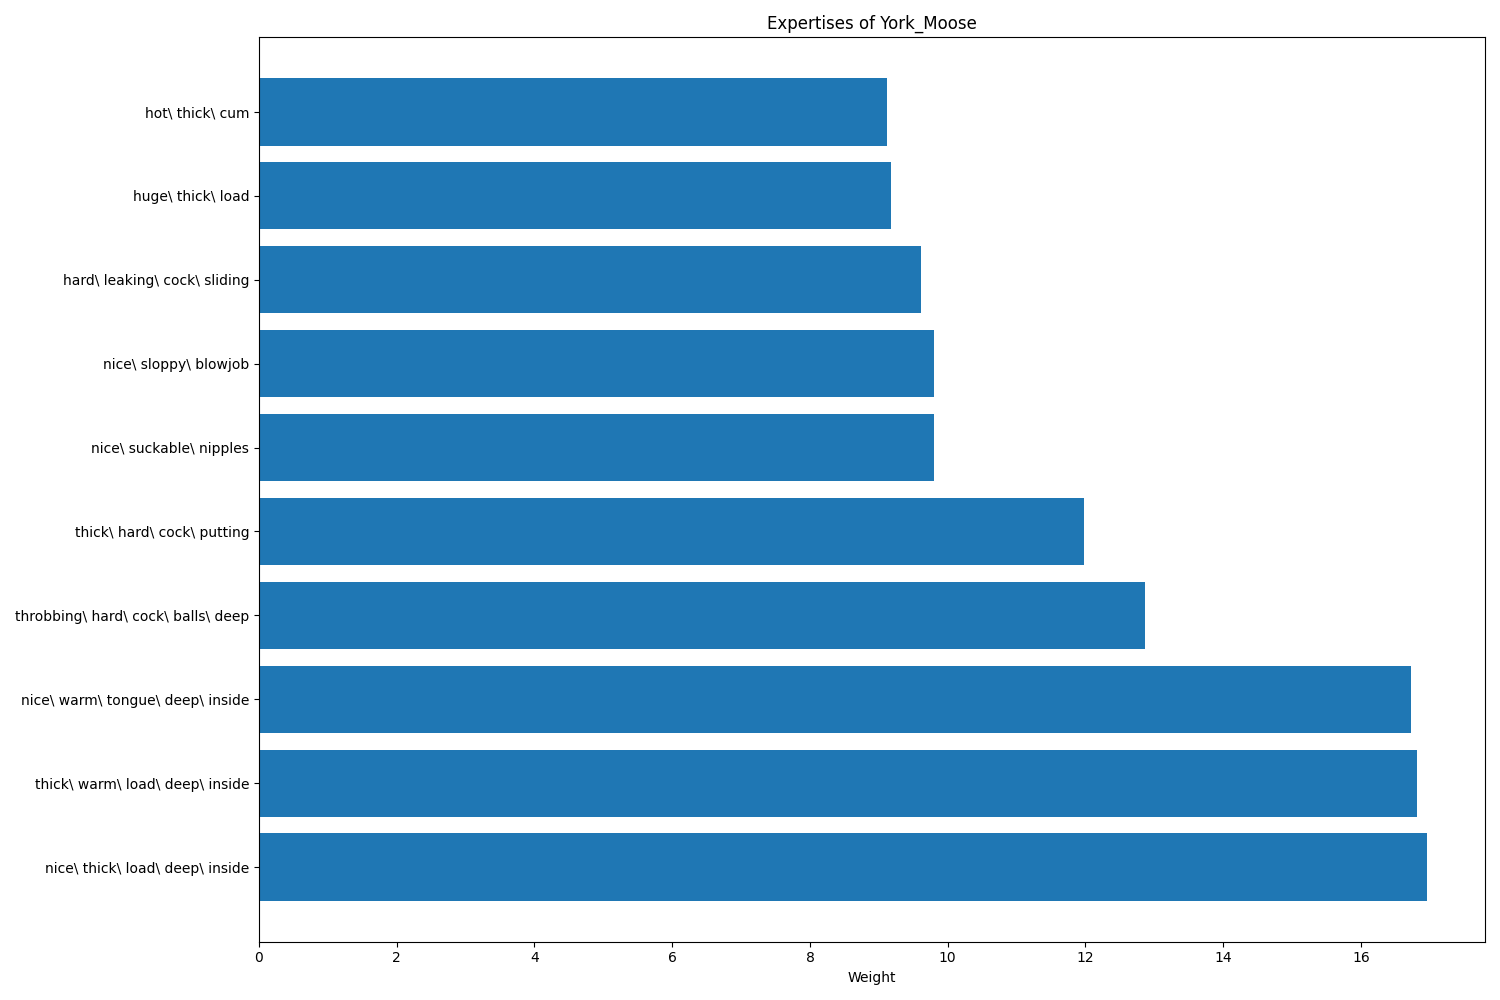 Expertises of York_Moose
hot\ thick\ cum
huge\ thick\ load
hard\ leaking\ cock\ sliding
nice\ sloppy\ blowjob
nice\ suckable\ nipples
thick\ hard\ cock\ putting
throbbing\ hard\ cock\ balls\ deep
nice\ warm\ tongue\ deep\ inside
thick\ warm\ load\ deep\ inside
nice\ thick\ load\ deep\ inside
0 2 4 6 8 10 12 14 16
Weight